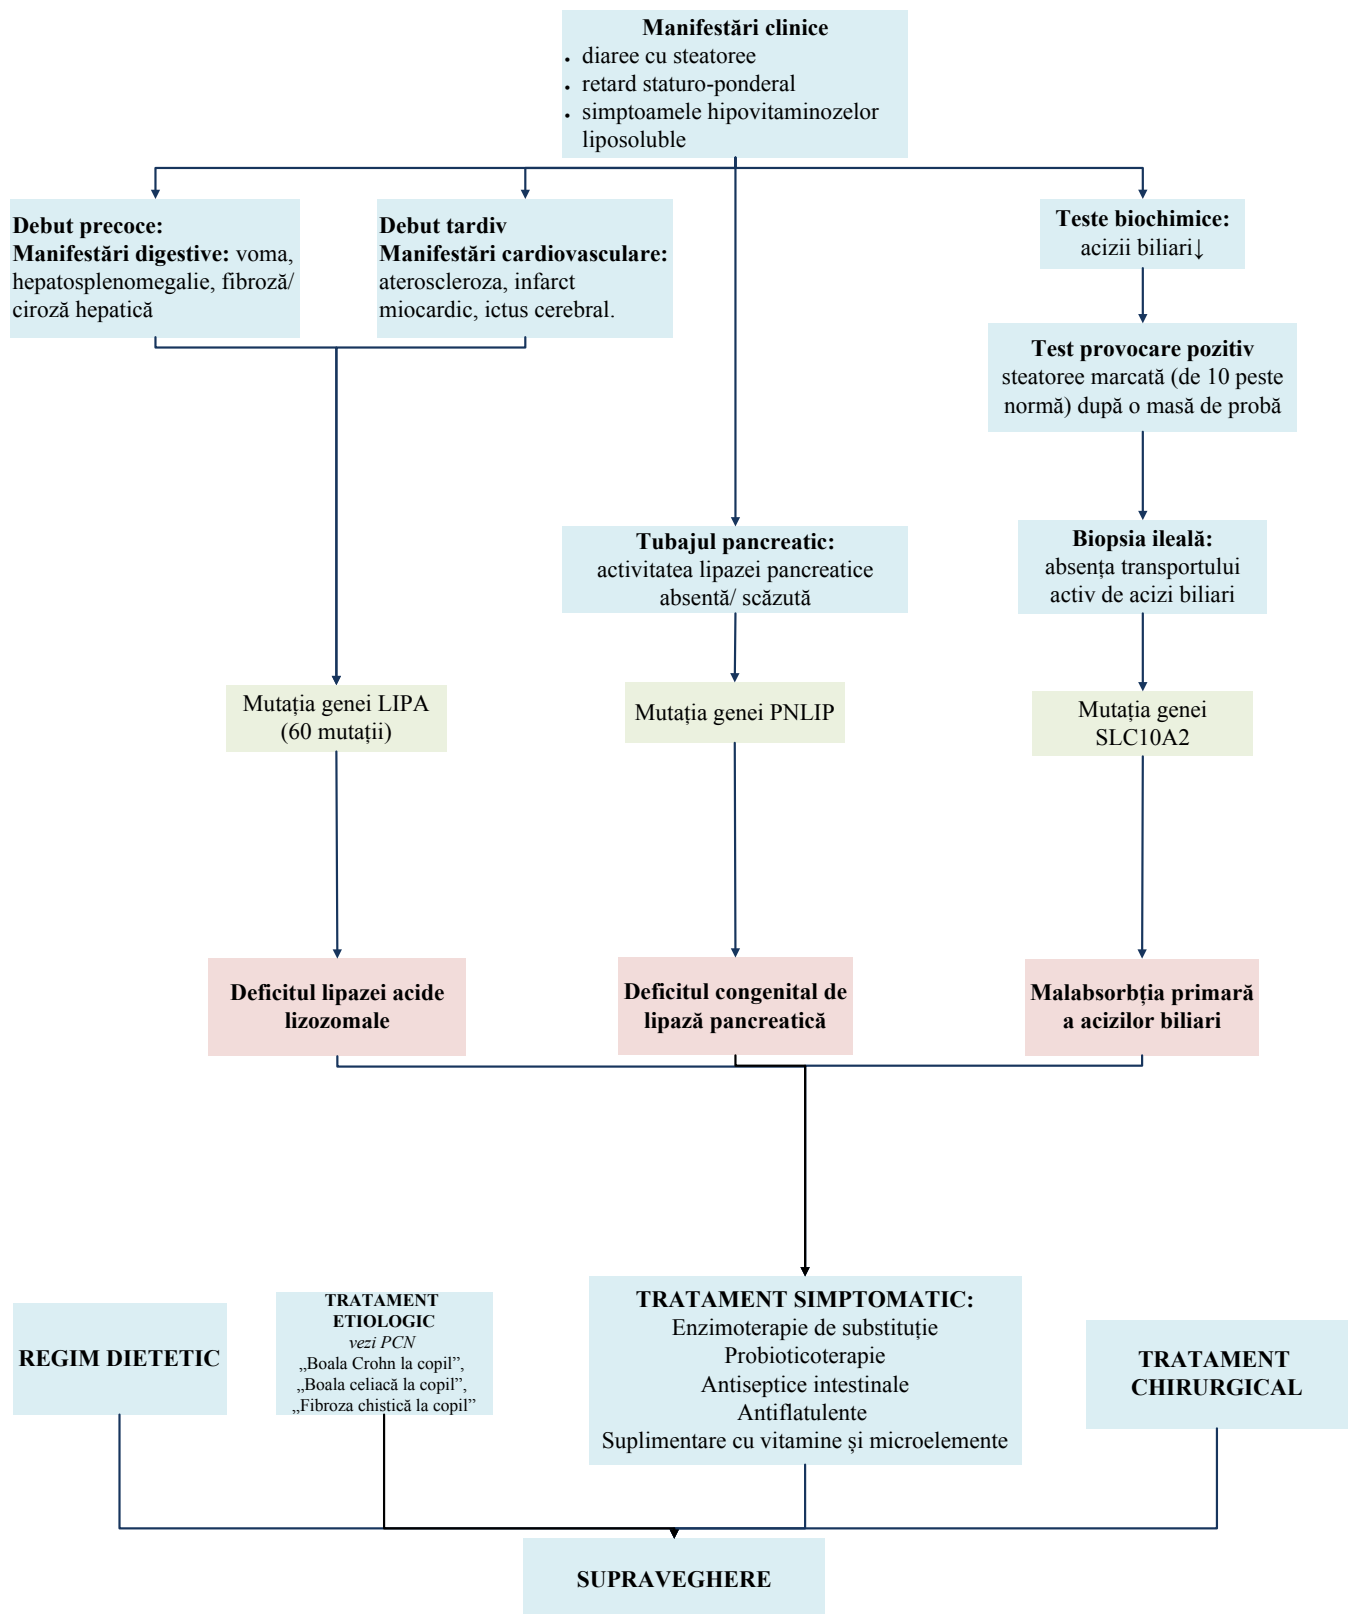 Manifestări clinice
• diaree cu steatoree
• retard staturo-ponderal
• simptoamele hipovitaminozelor
liposoluble
Debut precoce:
Manifestări digestive: voma,
hepatosplenomegalie, fibroză/
ciroză hepatică
Debut tardiv
Manifestări cardiovasculare:
ateroscleroza, infarct
miocardic, ictus cerebral.
Teste biochimice:
acizii biliari↓
Test provocare pozitiv
steatoree marcată (de 10 peste
normă) după o masă de probă
Tubajul pancreatic:
activitatea lipazei pancreatice
absentă/ scăzută
Biopsia ileală:
absența transportului
activ de acizi biliari
Mutația genei LIPA
(60 mutații)
Mutația genei PNLIP
Mutația genei
SLC10A2
Deficitul lipazei acide
lizozomale
Deficitul congenital de
lipază pancreatică
Malabsorbția primară
a acizilor biliari
REGIM DIETETIC
TRATAMENT
ETIOLOGIC
vezi PCN
„Boala Crohn la copil”,
„Boala celiacă la copil”,
„Fibroza chistică la copil”
TRATAMENT SIMPTOMATIC:
Enzimoterapie de substituție
Probioticoterapie
Antiseptice intestinale
Antiflatulente
Suplimentare cu vitamine și microelemente
TRATAMENT
CHIRURGICAL
SUPRAVEGHERE